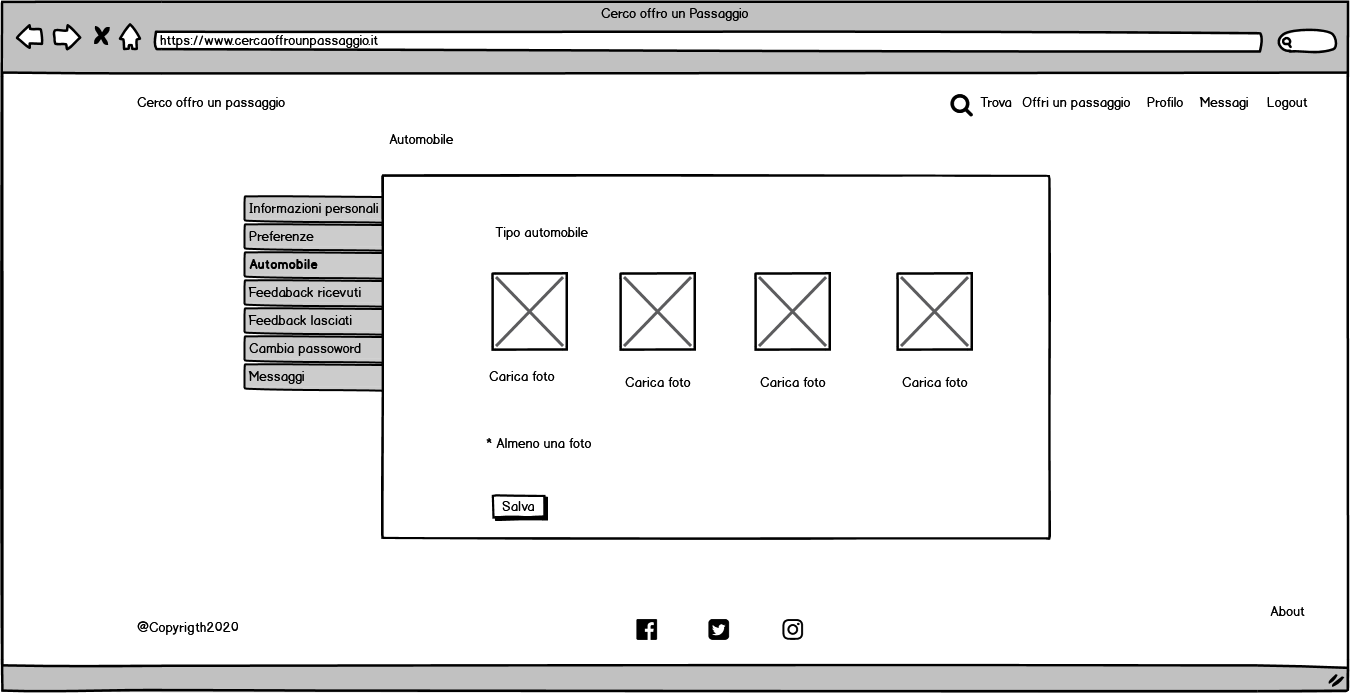 Cerco offro un Passaggio
https://www.cercaoffrounpassaggio.it
Cerco offro un passaggio
Trova Offri un passaggio Profilo Messagi Logout
Automobile
Informazioni personali
Preferenze
Automobile
Feedaback ricevuti
Feedback lasciati
Cambia passoword
Messaggi
Tipo automobile
Carica foto Carica foto Carica foto Carica foto
* Almeno una foto
Salva
About
@Copyrigth2020